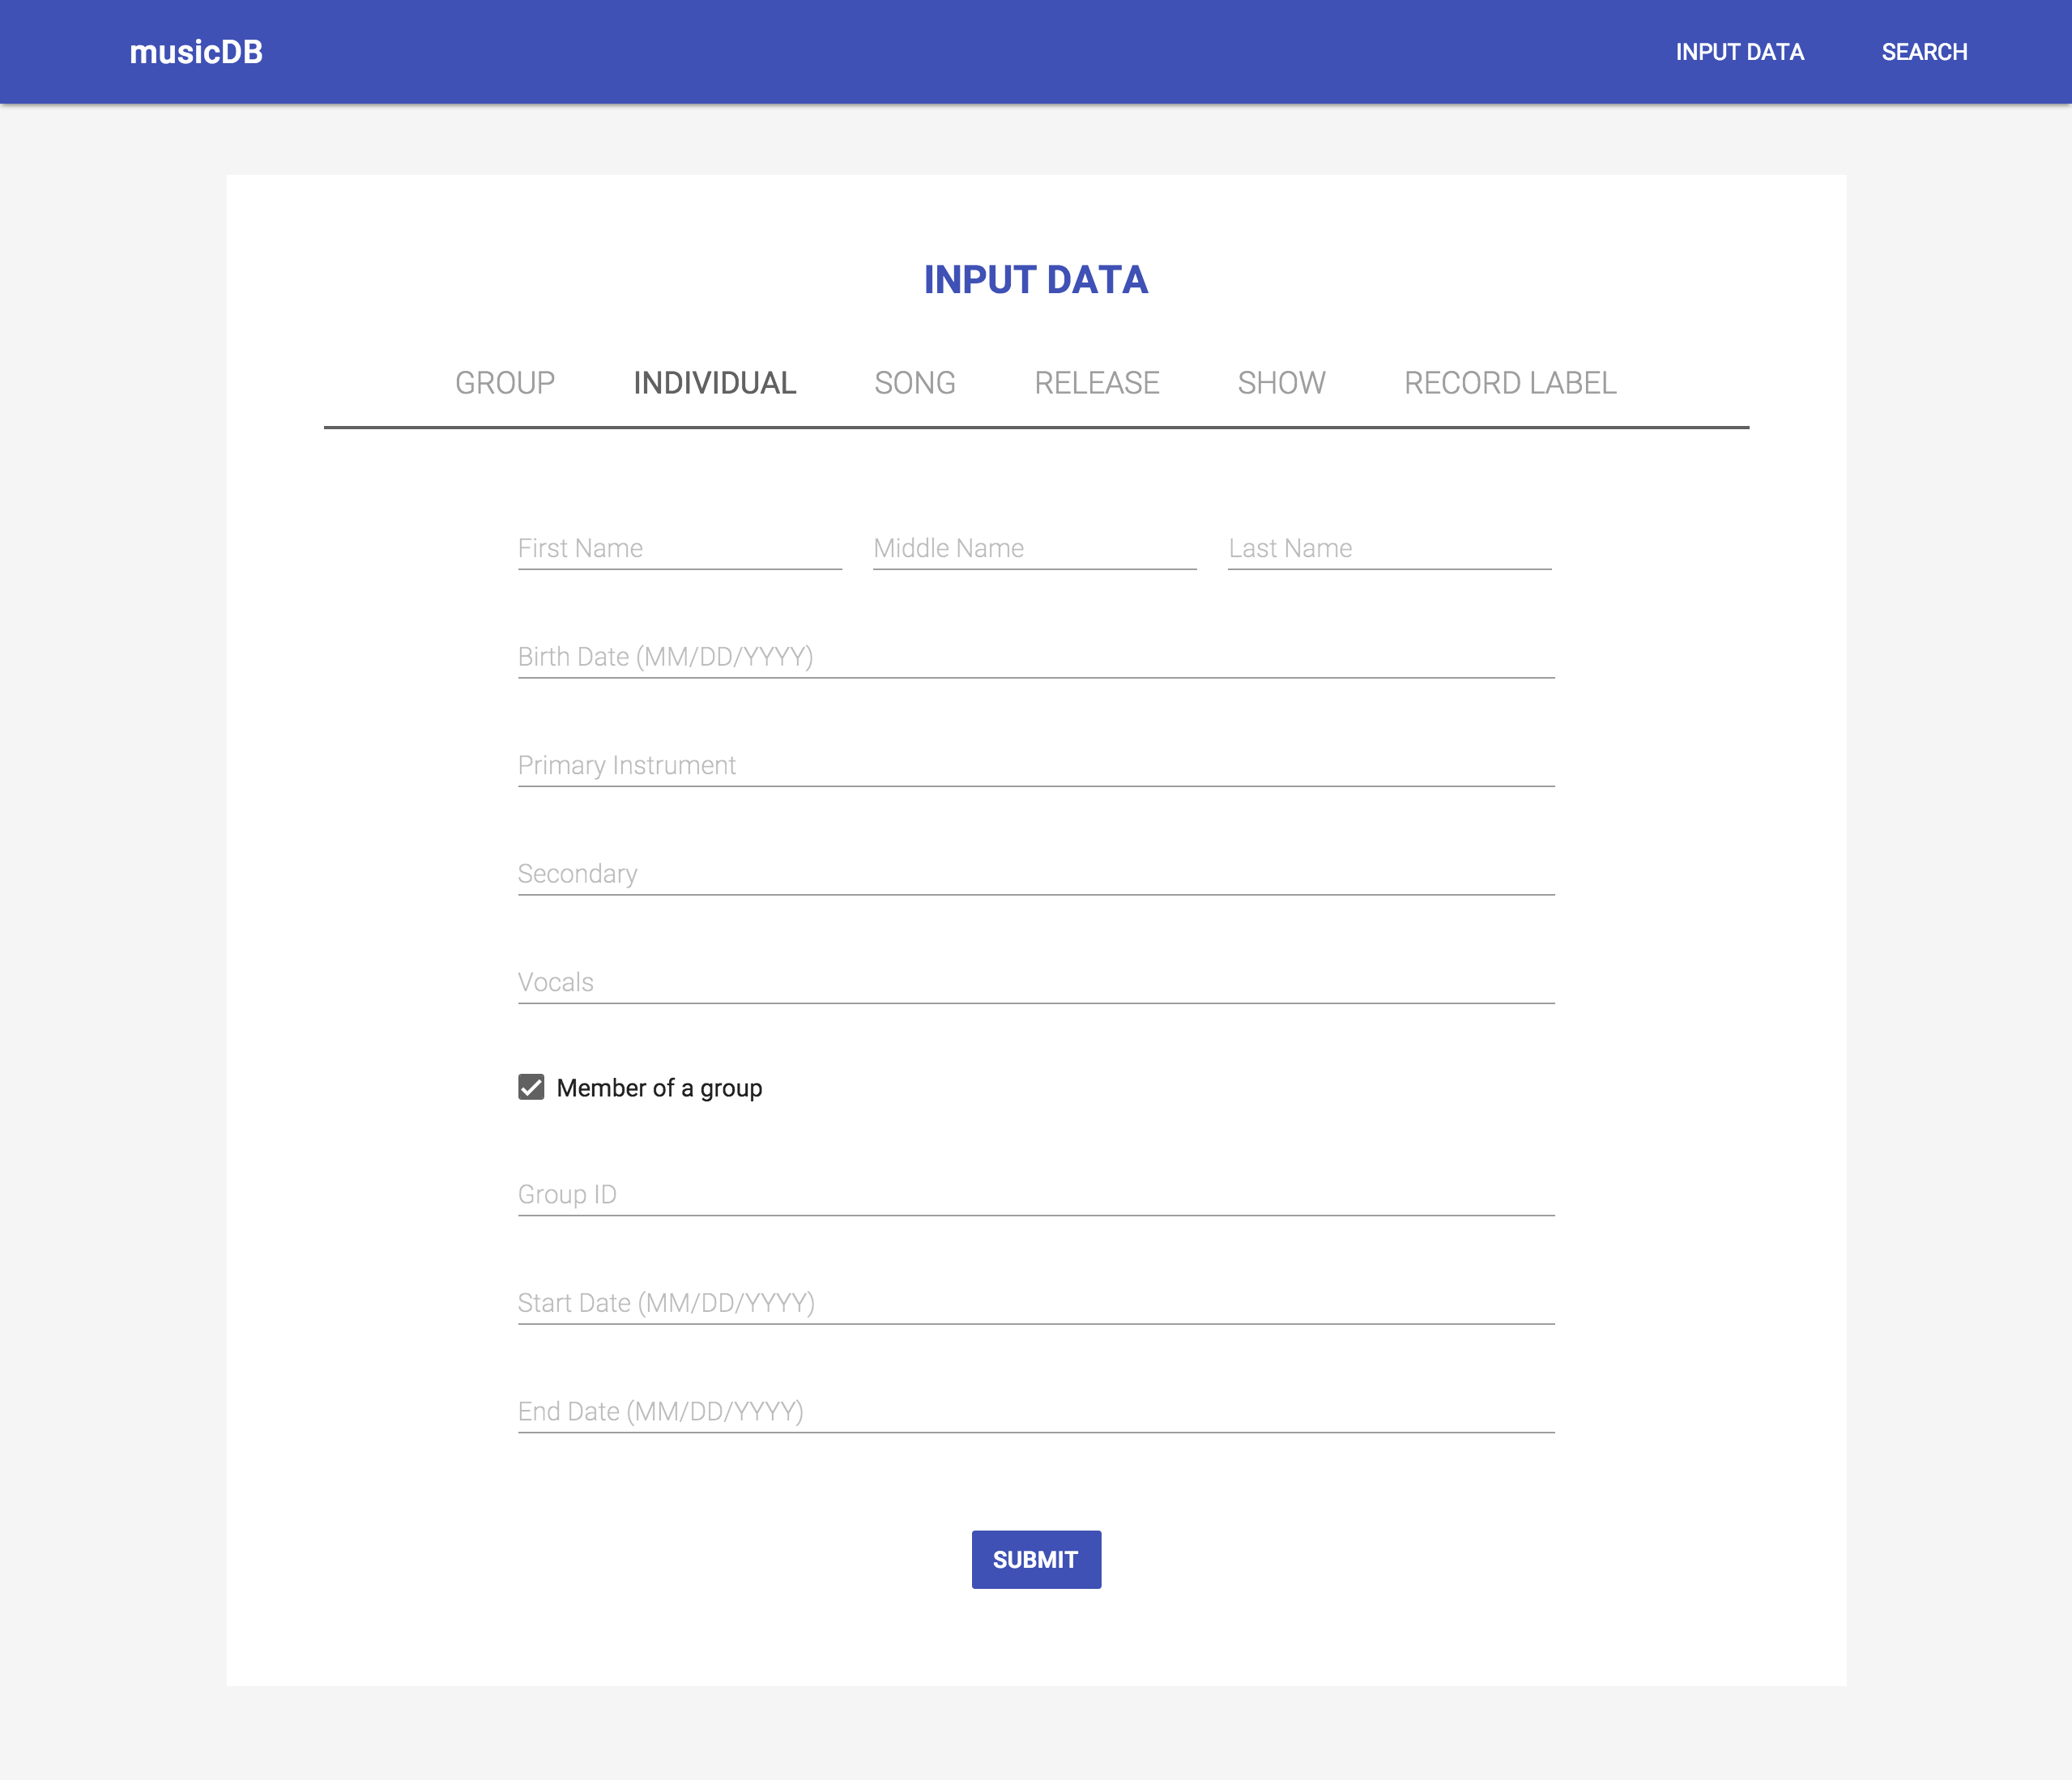 musicDB INPUT DATA SEARCH
INPUT DATA
GROUP INDIVIDUAL SONG RELEASE SHOW RECORD LABEL
First Name Middle Name Last Name
Birth Date (MM/DD/YYYY)
Primary Instrument
Secondary
Vocals
Member of a group
Group ID
Start Date (MM/DD/YYYY)
End Date (MM/DD/YYYY)
SUBMIT